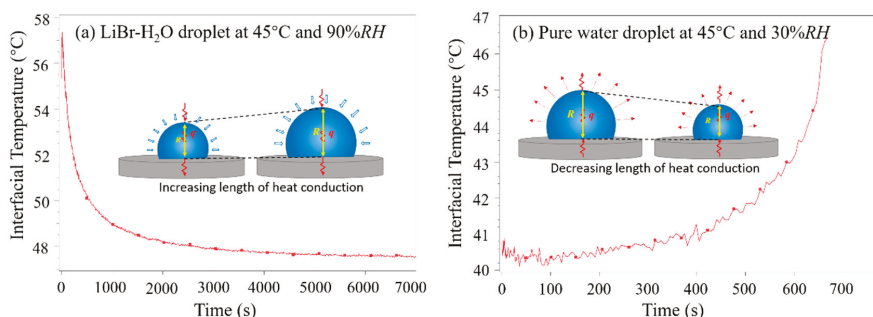 (a) LiBr-H₂O droplet at 45°C and 90%RH
Interfacial Temperature (°C)
58
56
54
52
50
48
R
q
R
q
Increasing length of heat conduction
0
1000
2000
3000
4000
5000
6000
7000
Time (s)
(b) Pure water droplet at 45°C and 30%RH
Interfacial Temperature (°C)
47
46
45
44
43
42
41
40
R
q
R
q
Decreasing length of heat conduction
0
100
200
300
400
500
600
700
Time (s)